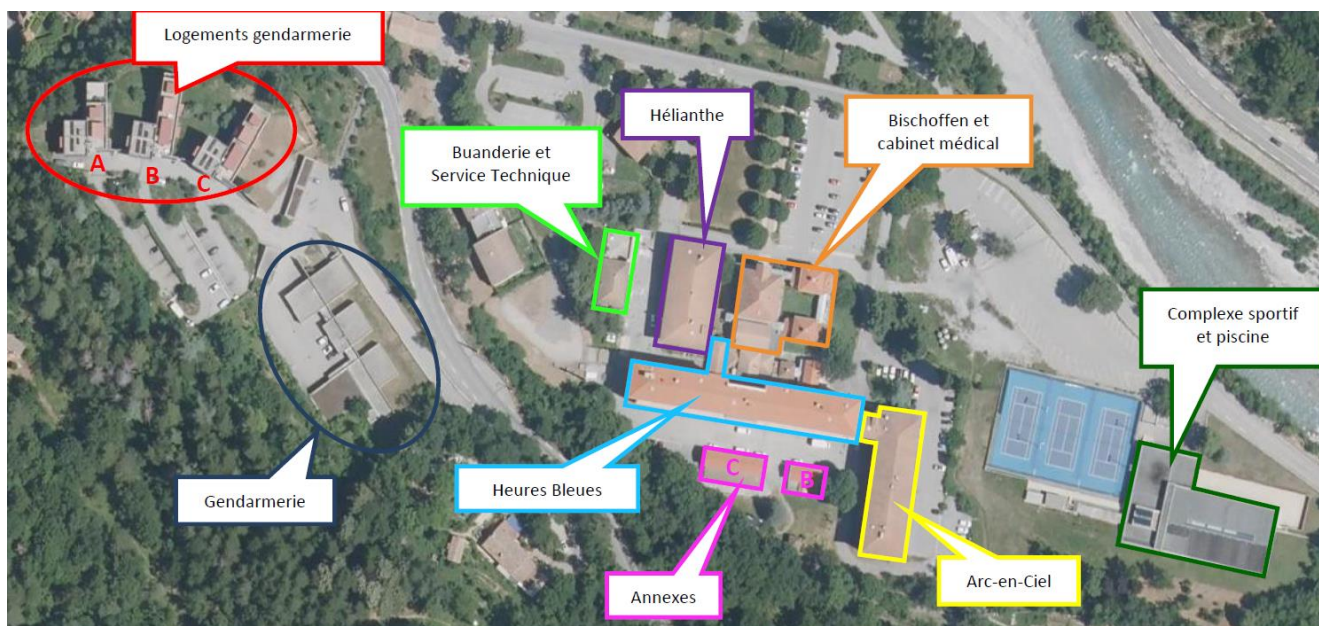 Logements gendarmerie
A
B
C
Buanderie et
Service Technique
Hélianthe
Bischoffen et
cabinet médical
Complexe sportif
et piscine
Gendarmerie
Heures Bleues
C
B
Annexes
Arc-en-Ciel